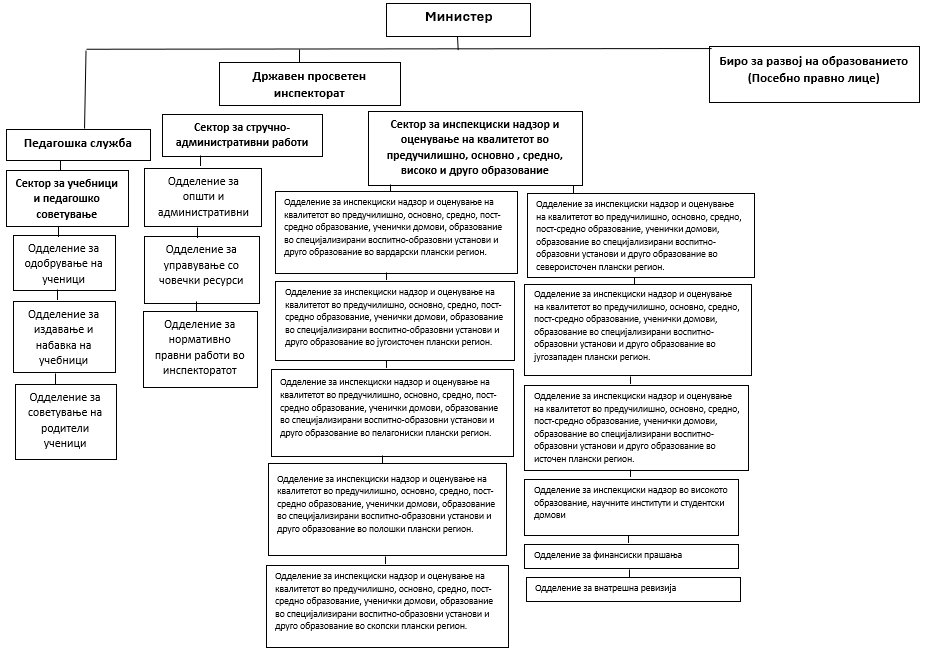 Министер
Биро за развој на образованието
(Посебно правно лице)
Државен просветен
инспекторат
Педагошка служба
Сектор за учебници
и педагошко
советување
Одделение за
одобрување на
ученици
Одделение за
издавање и
набавка на
учебници
Одделение за
советување на
родители
ученици
Сектор за стручно-
административни работи
Одделение за
општи и
административни
Одделение за
управување со
човечки ресурси
Одделение за
нормативно
правни работи во
инспекторатот
Сектор за инспекциски надзор и
оценување на квалитетот во
предучилишно, основно , средно,
високо и друго образование
Одделение за инспекциски надзор и оценување на
квалитетот во предучилишно, основно, средно, пост-
средно образование, ученички домови, образование
во специјализирани воспитно-образовни установи и
друго образование во вардарски плански регион.
Одделение за инспекциски надзор и оценување на
квалитетот во предучилишно, основно, средно, пост-
средно образование, ученички домови, образование
во специјализирани воспитно-образовни установи и
друго образование во југоисточен плански регион.
Одделение за инспекциски надзор и оценување на
квалитетот во предучилишно, основно, средно, пост-
средно образование, ученички домови, образование
во специјализирани воспитно-образовни установи и
друго образование во пелагониски плански регион.
Одделение за инспекциски надзор и оценување на
квалитетот во предучилишно, основно, средно, пост-
средно образование, ученички домови, образование
во специјализирани воспитно-образовни установи и
друго образование во полошки плански регион.
Одделение за инспекциски надзор и оценување на
квалитетот во предучилишно, основно, средно, пост-
средно образование, ученички домови, образование
во специјализирани воспитно-образовни установи и
друго образование во скопски плански регион.
Одделение за инспекциски надзор и оценување
на квалитетот во предучилишно, основно, средно,
пост-средно образование, ученички домови,
образование во специјализирани воспитно-
образовни установи и друго образование во
североисточен плански регион.
Одделение за инспекциски надзор и оценување
на квалитетот во предучилишно, основно, средно,
пост-средно образование, ученички домови,
образование во специјализирани воспитно-
образовни установи и друго образование во
југозападен плански регион.
Одделение за инспекциски надзор и оценување
на квалитетот во предучилишно, основно, средно,
пост-средно образование, ученички домови,
образование во специјализирани воспитно-
образовни установи и друго образование во
источен плански регион.
Одделение за инспекциски надзор во високото
образование, научните институти и студентски
домови
Одделение за финансиски прашања
Одделение за внатрешна ревизија